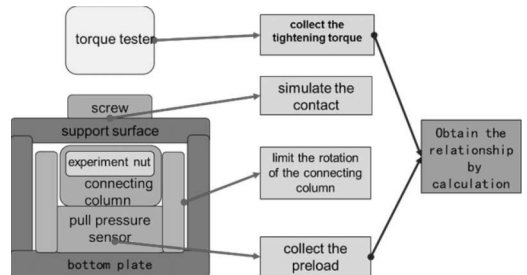 torque tester
collect the
tightening torque
screw
simulate the
contact
support surface
experiment nut
connecting
column
limit the rotation
of the connecting
column
Obtain the
relationship
by
calculation
pull pressure
sensor
collect the
preload
bottom plate